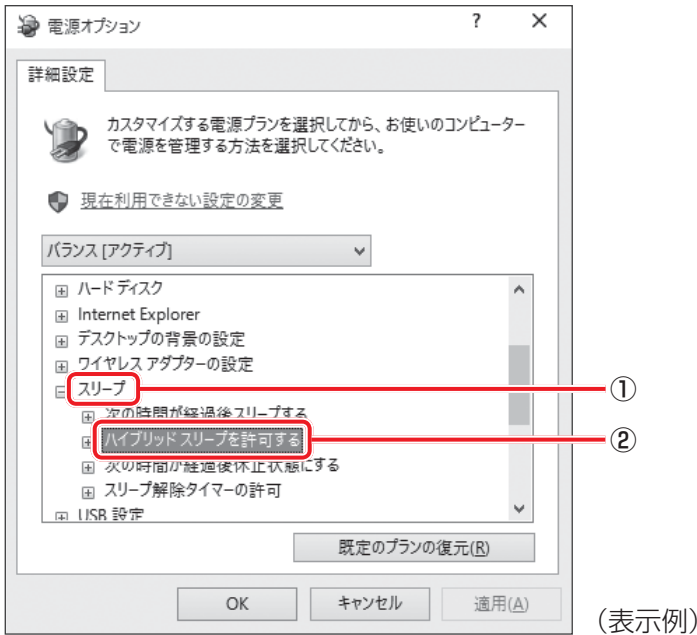 電源オプション ? ×
詳細設定
カスタマイズする電源プランを選択してから、お使いのコンピューター
で電源を管理する方法を選択してください。
現在利用できない設定の変更
バランス [アクティブ]
ハード ディスク
Internet Explorer
デスクトップの背景の設定
ワイヤレス アダプターの設定
スリープ ①
次の時間が経過後スリープする
ハイブリッド スリープを許可する ②
次の時間が経過後休止状態にする
スリープ解除タイマーの許可
USB 設定
既定のプランの復元(R)
OK キャンセル 適用(A)
（表示例）